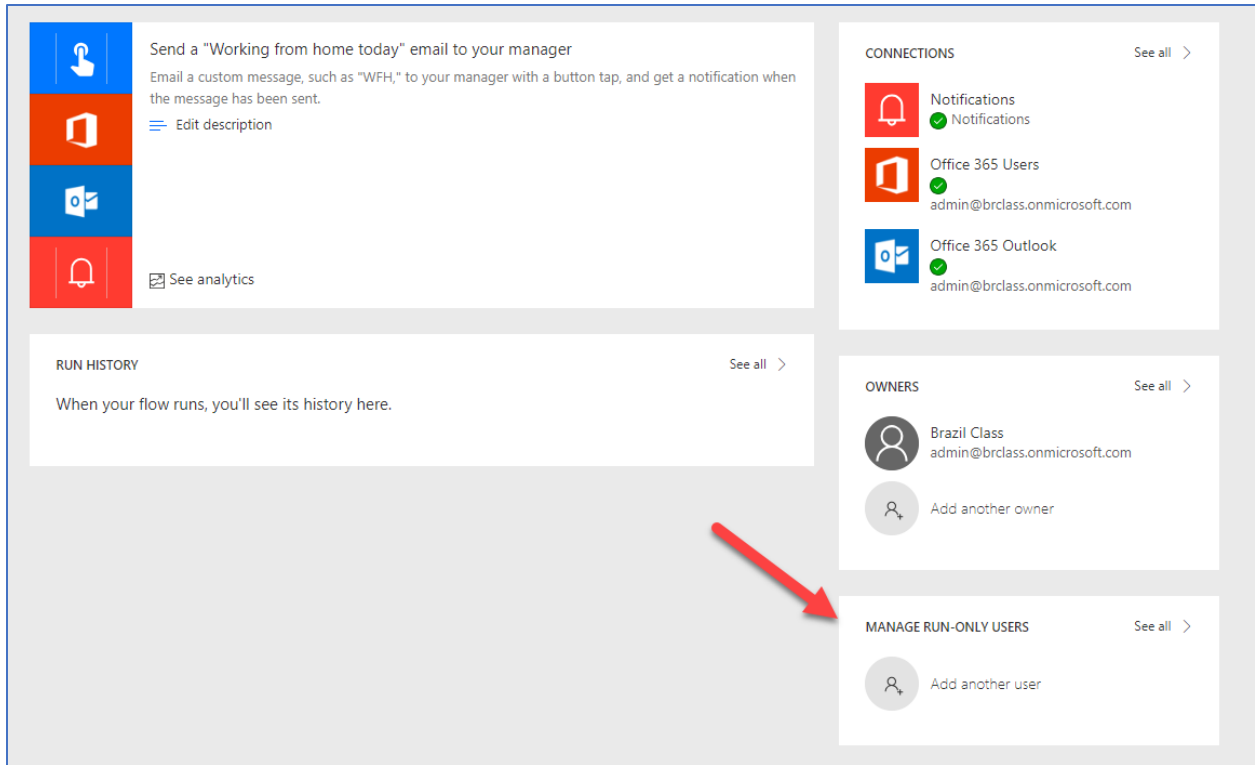 Send a "Working from home today" email to your manager
Email a custom message, such as "WFH," to your manager with a button tap, and get a notification when
the message has been sent.
Edit description
See analytics
RUN HISTORY
See all
When your flow runs, you'll see its history here.
CONNECTIONS
See all
Notifications
Notifications
Office 365 Users
admin@brclass.onmicrosoft.com
Office 365 Outlook
admin@brclass.onmicrosoft.com
OWNERS
See all
Brazil Class
admin@brclass.onmicrosoft.com
Add another owner
MANAGE RUN-ONLY USERS
See all
Add another user